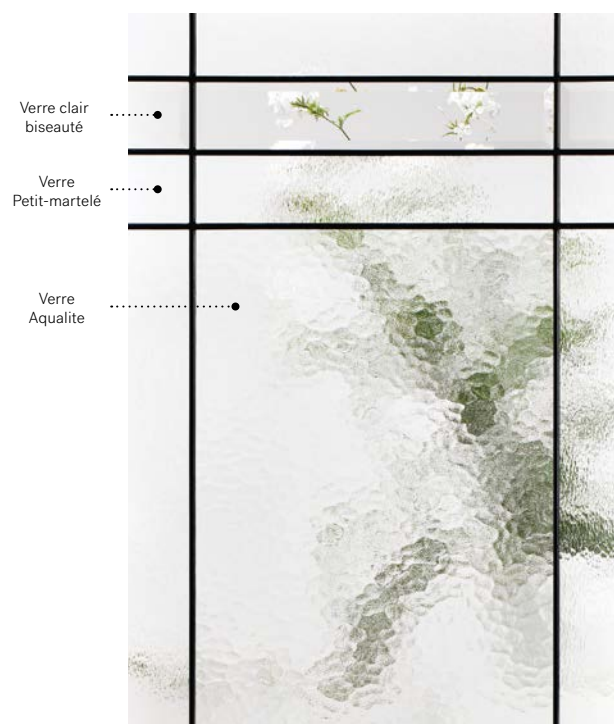 Verre clair
biseauté
Verre
Petit-martelé
Verre
Aqualite